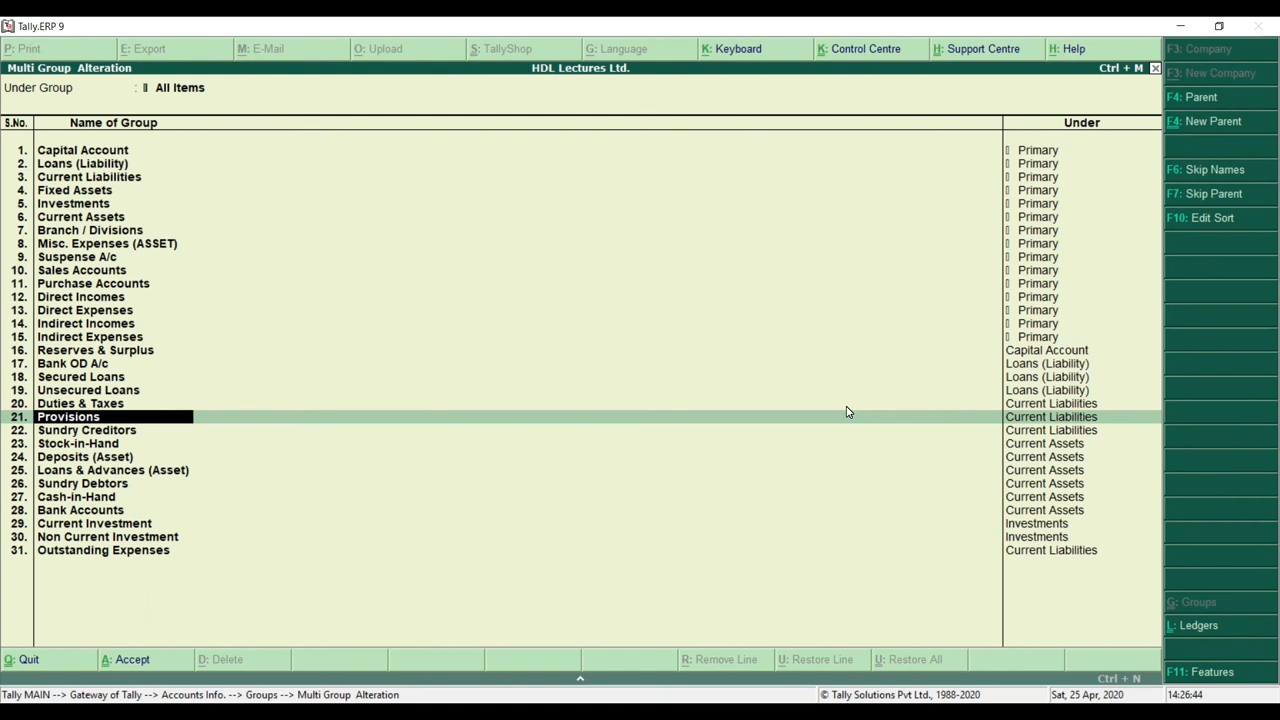 Tally.ERP 9
P: Print E: Export M: E-Mail O: Upload S: TallyShop G: Language K: Keyboard K: Control Centre H: Support Centre H: Help F3: Company
Multi Group Alteration HDL Lectures Ltd. Ctrl + M
F3: New Company
Under Group : All Items
F4: Parent
S.No. Name of Group Under
F4: New Parent
1. Capital Account Primary
2. Loans (Liability) Primary
F6: Skip Names
3. Current Liabilities Primary
4. Fixed Assets Primary
F7: Skip Parent
5. Investments Primary
6. Current Assets Primary
F10: Edit Sort
7. Branch / Divisions Primary
8. Misc. Expenses (ASSET) Primary
9. Suspense A/c Primary
10. Sales Accounts Primary
11. Purchase Accounts Primary
12. Direct Incomes Primary
13. Direct Expenses Primary
14. Indirect Incomes Primary
15. Indirect Expenses Primary
16. Reserves & Surplus Capital Account
17. Bank OD A/c Loans (Liability)
18. Secured Loans Loans (Liability)
19. Unsecured Loans Loans (Liability)
20. Duties & Taxes Current Liabilities
21. Provisions Current Liabilities
22. Sundry Creditors Current Liabilities
23. Stock-in-Hand Current Assets
24. Deposits (Asset) Current Assets
25. Loans & Advances (Asset) Current Assets
26. Sundry Debtors Current Assets
27. Cash-in-Hand Current Assets
28. Bank Accounts Current Assets
29. Current Investment Investments
30. Non Current Investment Investments
31. Outstanding Expenses Current Liabilities
G: Groups
L: Ledgers
Q: Quit A: Accept D: Delete R: Remove Line U: Restore Line U: Restore All
F11: Features
Ctrl + N
Tally MAIN --> Gateway of Tally --> Accounts Info. --> Groups --> Multi Group Alteration © Tally Solutions Pvt Ltd., 1988-2020 Sat, 25 Apr, 2020 14:26:44